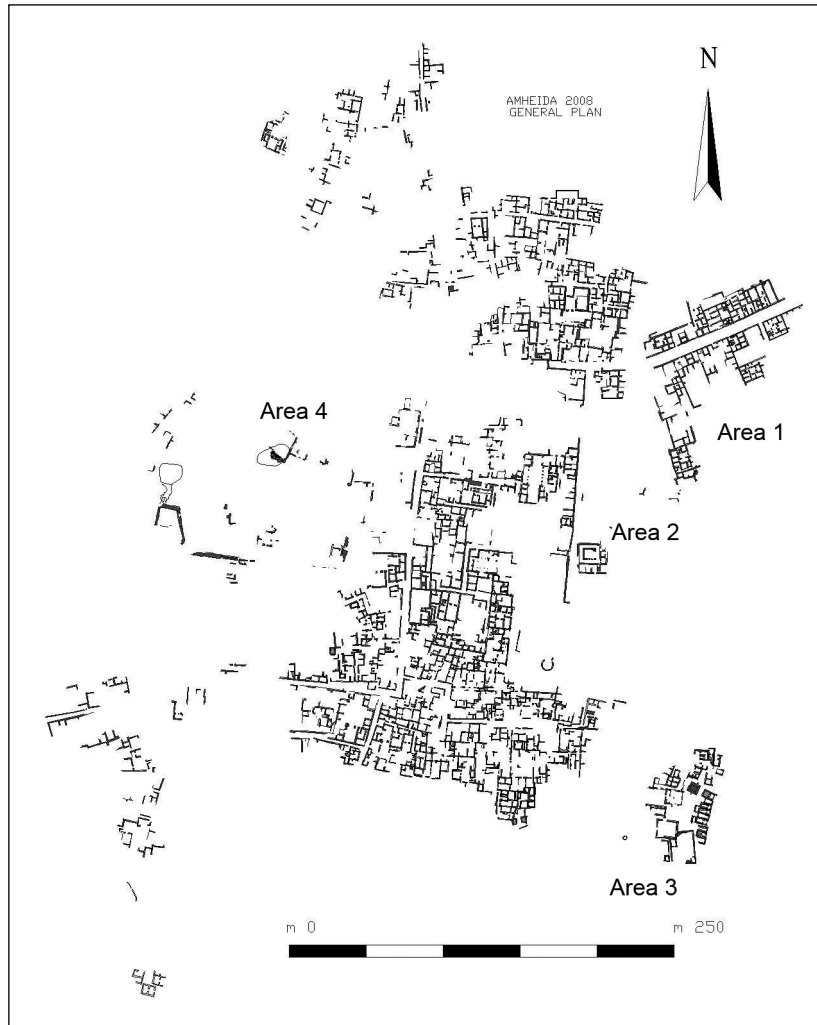 N
AMHEIDA 2008
GENERAL PLAN
Area 4
Area 1
Area 2
Area 3
m 0
m 250